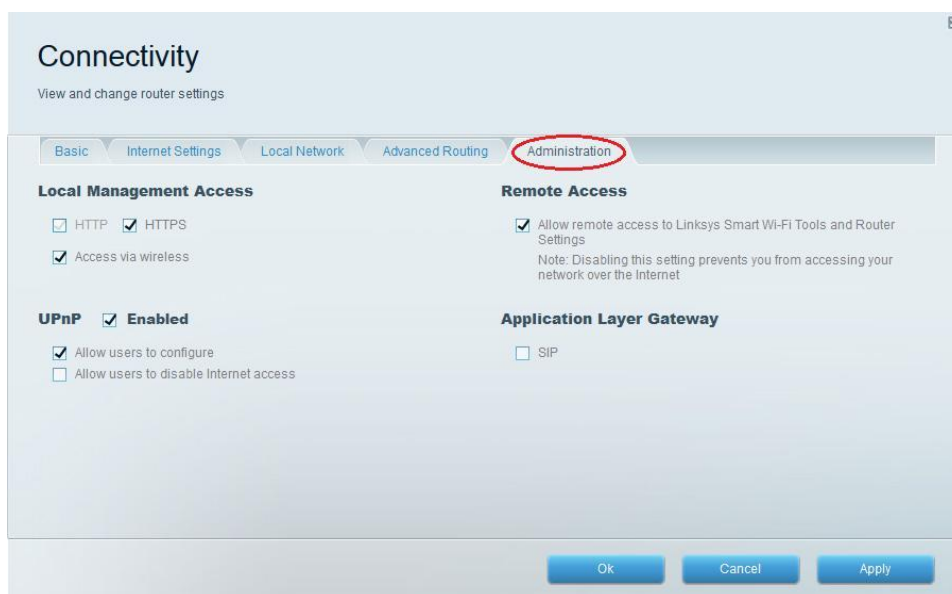 Connectivity
View and change router settings
Basic Internet Settings Local Network Advanced Routing Administration
Local Management Access
HTTP HTTPS
Access via wireless
Remote Access
Allow remote access to Linksys Smart Wi-Fi Tools and Router
Settings
Note: Disabling this setting prevents you from accessing your
network over the Internet
UPnP Enabled
Allow users to configure
Allow users to disable Internet access
Application Layer Gateway
SIP
Ok Cancel Apply